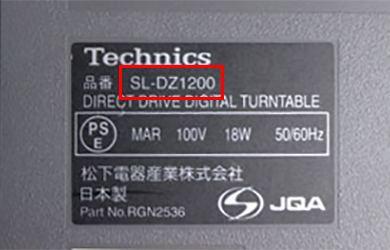 Technics
品番 SL-DZ1200
DIRECT DRIVE DIGITAL TURNTABLE
PS
E
MAR 100V 18W 50/60Hz
松下電器産業株式会社
日本製
JQA
Part No.RGN2536